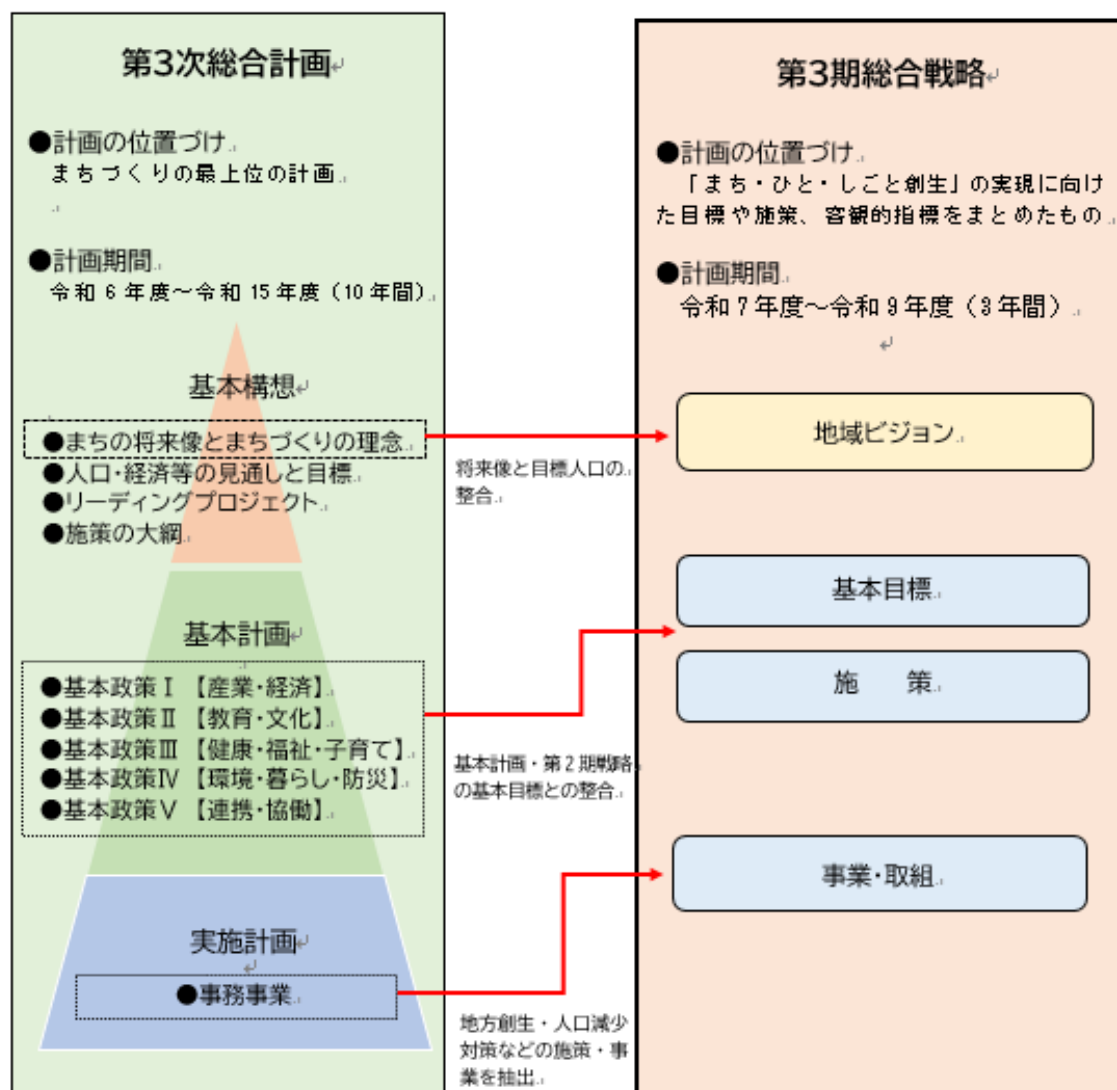 第3次総合計画
●計画の位置づけ
まちづくりの最上位の計画
●計画期間
令和6年度～令和15年度（10年間）
基本構想
●まちの将来像とまちづくりの理念
●人口・経済等の見通しと目標
●リーディングプロジェクト
●施策の大綱
基本計画
●基本政策Ⅰ 【産業・経済】
●基本政策Ⅱ 【教育・文化】
●基本政策Ⅲ 【健康・福祉・子育て】
●基本政策Ⅳ 【環境・暮らし・防災】
●基本政策Ⅴ 【連携・協働】
実施計画
●事務事業
将来像と目標人口の
整合
基本計画・第2期戦略
の基本目標との整合
地方創生・人口減少
対策などの施策・事
業を抽出
第3期総合戦略
●計画の位置づけ
「まち・ひと・しごと創生」の実現に向け
た目標や施策、客観的指標をまとめたもの
●計画期間
令和7年度～令和9年度（3年間）
地域ビジョン
基本目標
施　　策
事業・取組